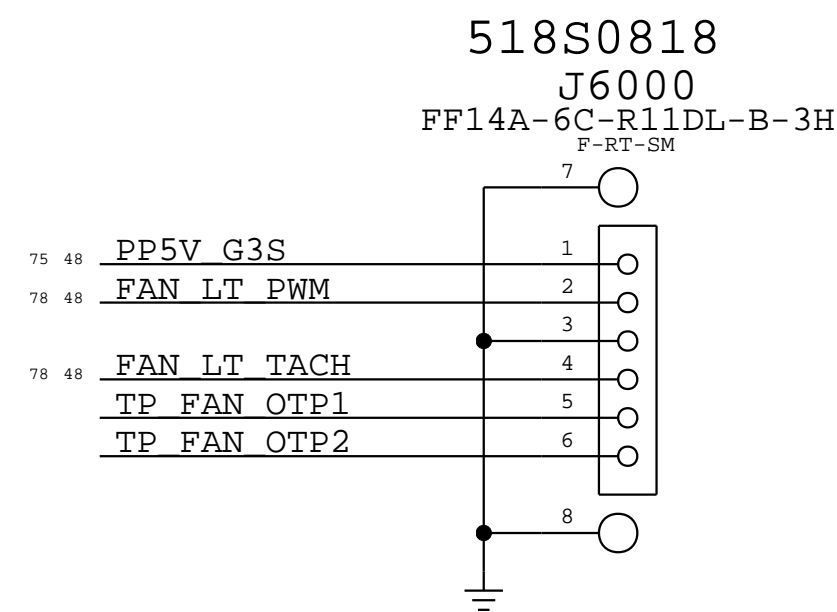 518S0818
J6000
FF14A-6C-R11DL-B-3H
F-RT-SM
7
75 48 PP5V_G3S 1
78 48 FAN_LT_PWM 2
3
78 48 FAN_LT_TACH 4
TP_FAN_OTP1 5
TP_FAN_OTP2 6
8